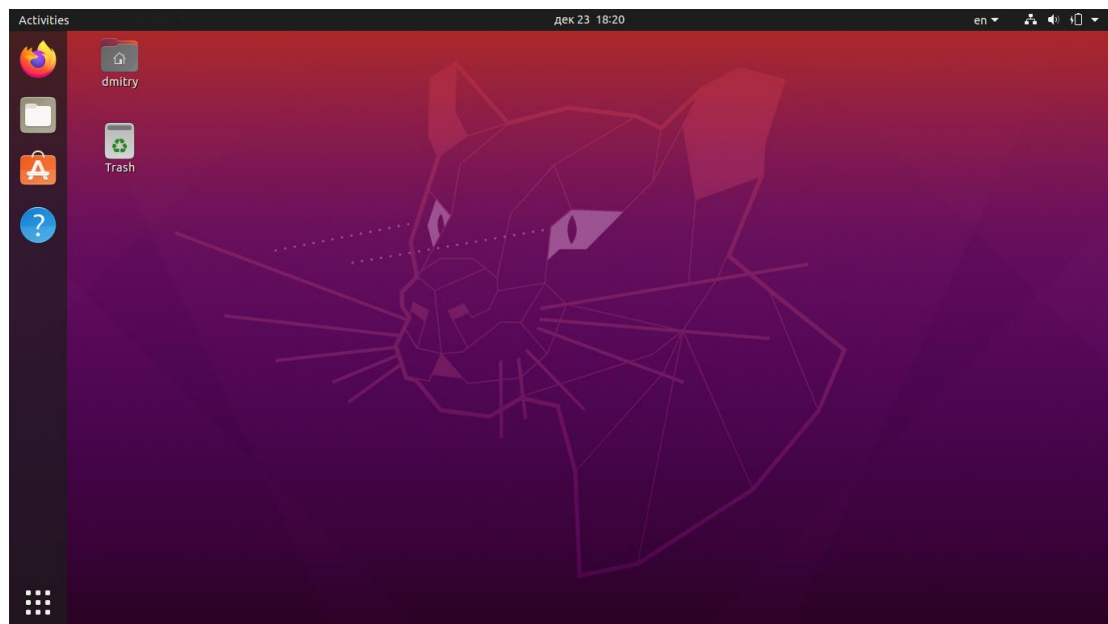 Activities
дек 23 18:20
en
dmitry
Trash